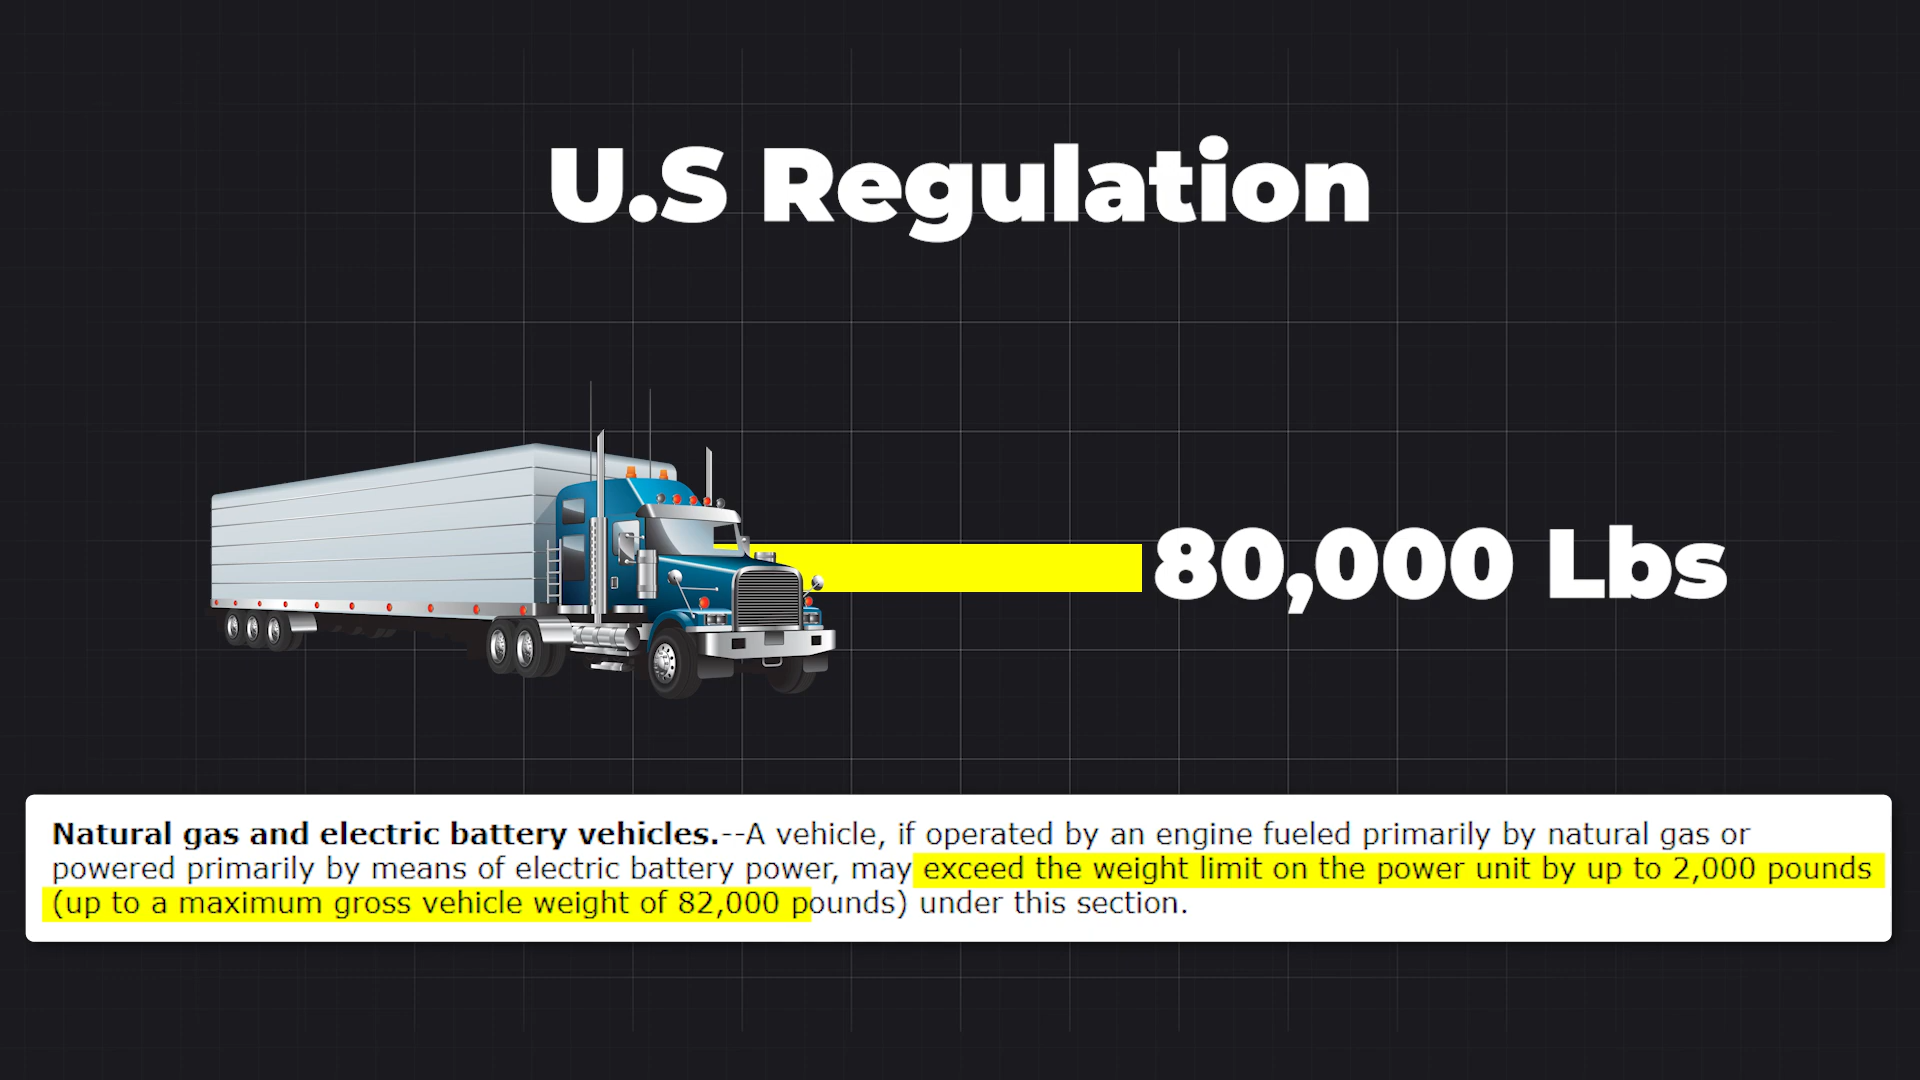 U.S Regulation
80,000 Lbs
Natural gas and electric battery vehicles.--A vehicle, if operated by an engine fueled primarily by natural gas or
powered primarily by means of electric battery power, may exceed the weight limit on the power unit by up to 2,000 pounds
(up to a maximum gross vehicle weight of 82,000 pounds) under this section.